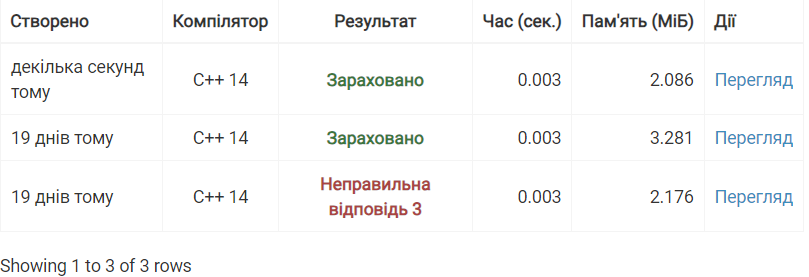 Створено Компілятор Результат Час (сек.) Пам'ять (МіБ) Дії
декілька секунд
тому C++ 14 Зараховано 0.003 2.086 Перегляд
19 днів тому C++ 14 Зараховано 0.003 3.281 Перегляд
19 днів тому C++ 14 Неправильна
відповідь 3 0.003 2.176 Перегляд
Showing 1 to 3 of 3 rows